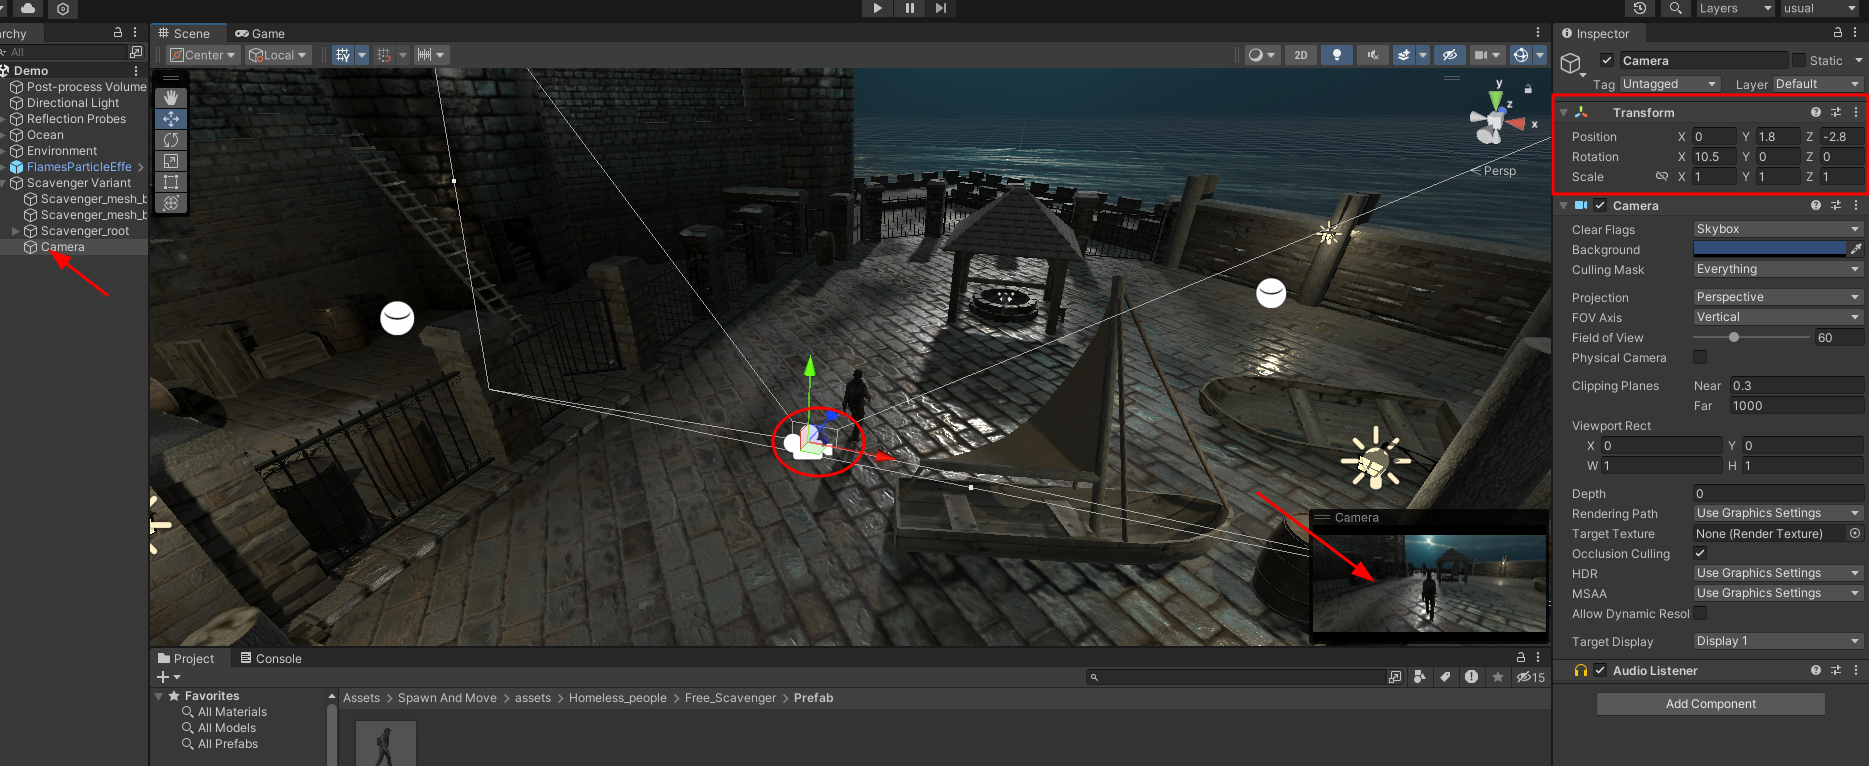 Layers
usual
rchy
Scene
Game
Inspector
All
Center
Local
2D
Camera
Static
Demo
Tag
Untagged
Layer
Default
Post-process Volume
Directional Light
Reflection Probes
Ocean
Environment
FlamesParticleEffe
Scavenger Variant
Scavenger_mesh_b
Scavenger_mesh_b
Scavenger_root
Camera
y
z
x
Persp
Transform
Position X 0 Y 1.8 Z -2.8
Rotation X 10.5 Y 0 Z 0
Scale X 1 Y 1 Z 1
Camera
Clear Flags Skybox
Background
Culling Mask Everything
Projection Perspective
FOV Axis Vertical
Field of View 60
Physical Camera
Clipping Planes Near 0.3
Far 1000
Viewport Rect
X 0 Y 0
W 1 H 1
Depth 0
Rendering Path Use Graphics Settings
Target Texture None (Render Texture)
Occlusion Culling
HDR Use Graphics Settings
MSAA Use Graphics Settings
Allow Dynamic Resol
Target Display Display 1
Audio Listener
Add Component
Camera
Project
Console
15
Favorites
All Materials
All Models
All Prefabs
Assets > Spawn And Move > assets > Homeless_people > Free_Scavenger > Prefab